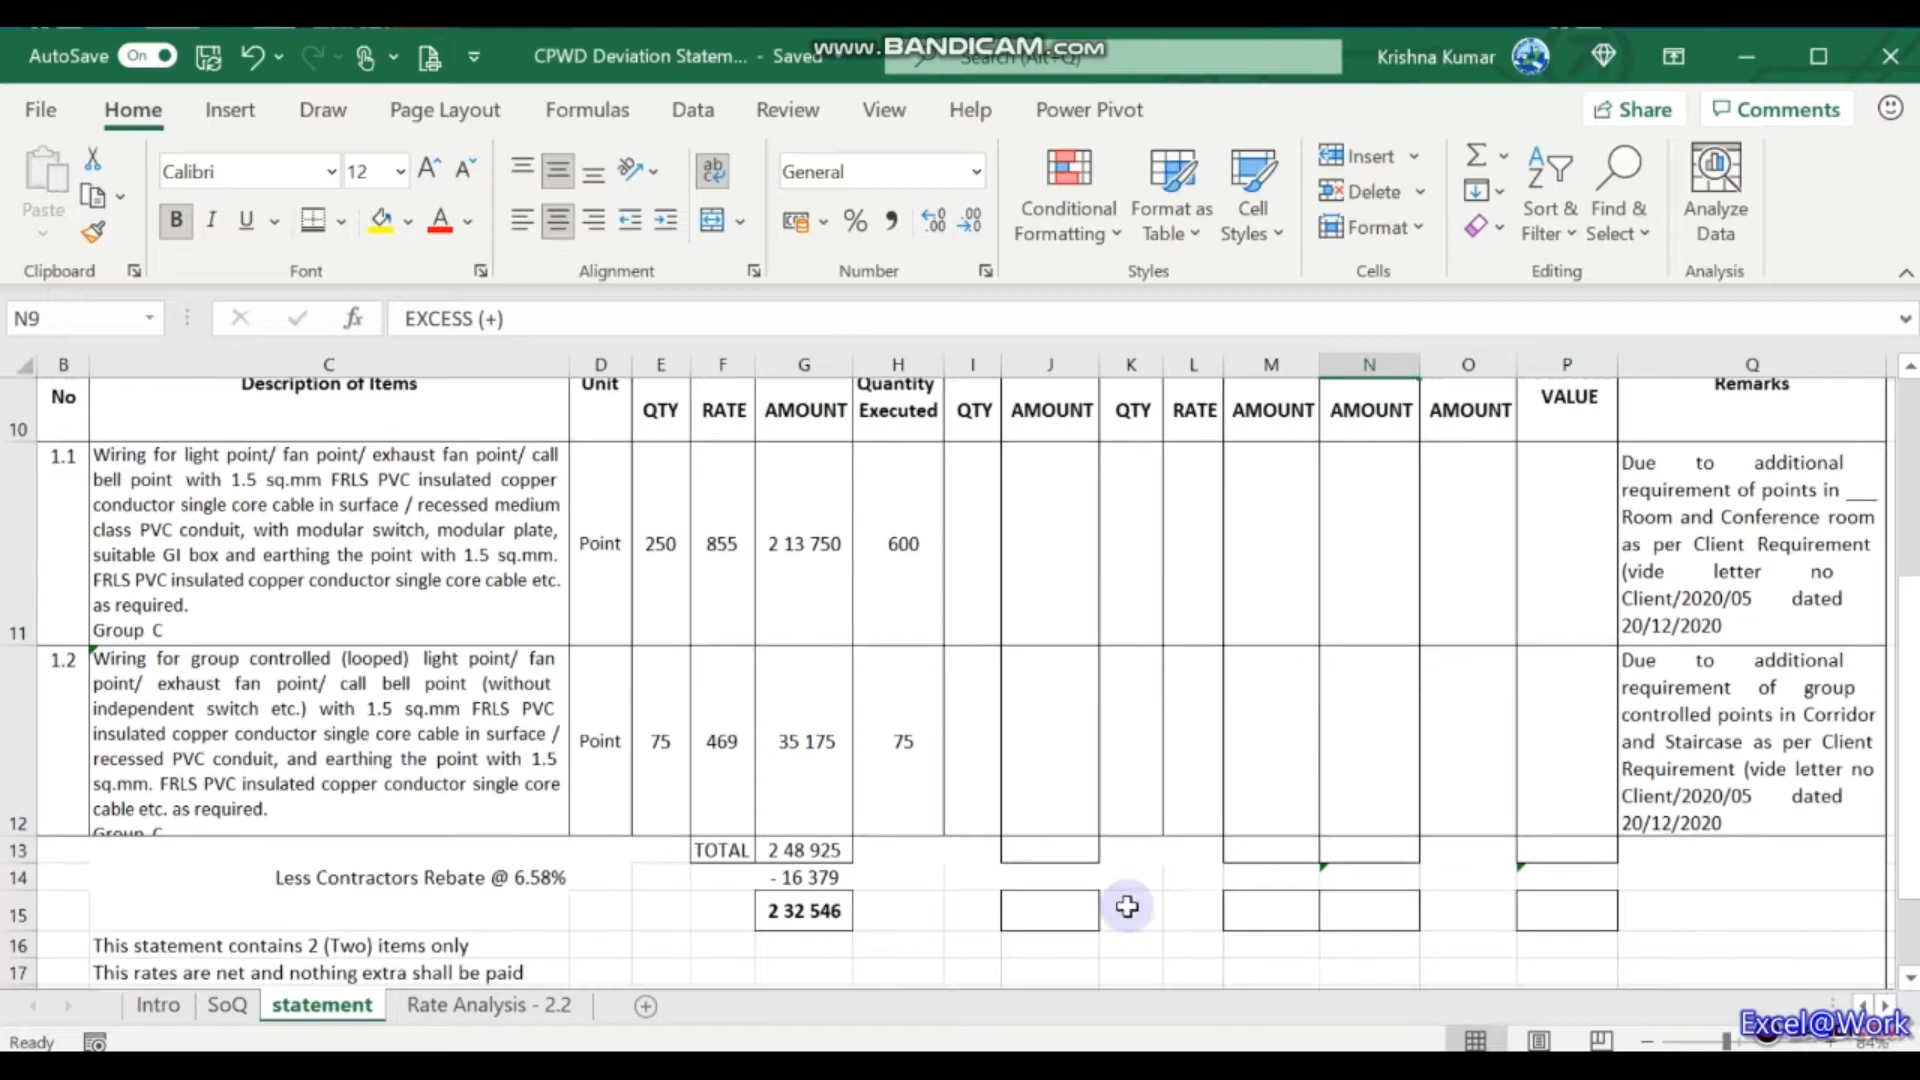 www.BANDICAM.com
AutoSave On CPWD Deviation Statem... - Saved Search (Alt+Q) Krishna Kumar
File Home Insert Draw Page Layout Formulas Data Review View Help Power Pivot Share Comments
Paste
Clipboard
Calibri 12
B I U
Font
ab
Alignment
General
% 9
Number
Conditional Formatting
Format as Table
Cell Styles
Styles
Insert
Delete
Format
Cells
Sort & Filter
Find & Select
Editing
Analyze Data
Analysis
N9 fx EXCESS (+)
B C D E F G H I J K L M N O P Q
10
No
Description of Items
Unit
QTY RATE AMOUNT
Quantity
Executed
QTY AMOUNT QTY RATE AMOUNT AMOUNT AMOUNT
VALUE
Remarks
11
1.1
Wiring for light point/ fan point/ exhaust fan point/ call
bell point with 1.5 sq.mm FRLS PVC insulated copper
conductor single core cable in surface / recessed medium
class PVC conduit, with modular switch, modular plate,
suitable GI box and earthing the point with 1.5 sq.mm.
FRLS PVC insulated copper conductor single core cable etc.
as required.
Group C
Point 250 855 2 13 750 600
Due to additional
requirement of points in ___
Room and Conference room
as per Client Requirement
(vide letter no
Client/2020/05 dated
20/12/2020
12
1.2
Wiring for group controlled (looped) light point/ fan
point/ exhaust fan point/ call bell point (without
independent switch etc.) with 1.5 sq.mm FRLS PVC
insulated copper conductor single core cable in surface /
recessed PVC conduit, and earthing the point with 1.5
sq.mm. FRLS PVC insulated copper conductor single core
cable etc. as required.
Group C
Point 75 469 35 175 75
Due to additional
requirement of group
controlled points in Corridor
and Staircase as per Client
Requirement (vide letter no
Client/2020/05 dated
20/12/2020
13 TOTAL 2 48 925
14 Less Contractors Rebate @ 6.58% - 16 379
15 2 32 546
16 This statement contains 2 (Two) items only
17 This rates are net and nothing extra shall be paid
Intro SoQ statement Rate Analysis - 2.2
Excel@Work
Ready 84%